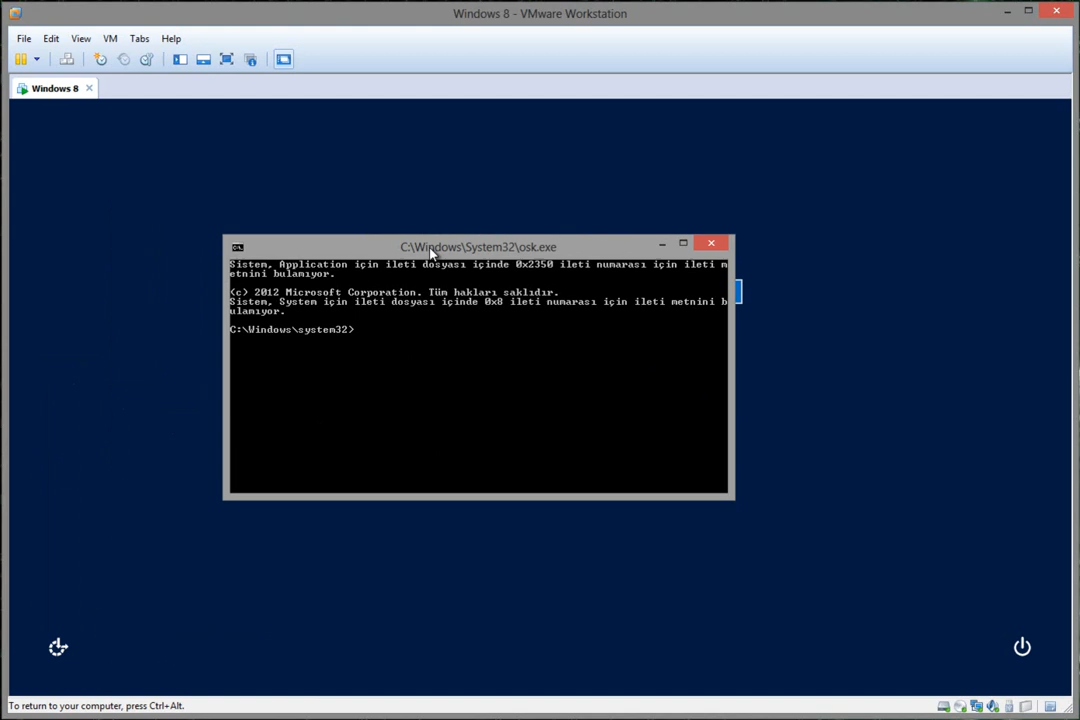 Windows 8 - VMware Workstation
File Edit View VM Tabs Help
Windows 8
C:\Windows\System32\osk.exe
Sistem, Application için ileti dosyası içinde 0x2350 ileti numarası için ileti m
etnini bulamıyor.
(c) 2012 Microsoft Corporation. Tüm hakları saklıdır.
Sistem, System için ileti dosyası içinde 0x8 ileti numarası için ileti metnini b
ulamıyor.
C:\Windows\system32>
To return to your computer, press Ctrl+Alt.